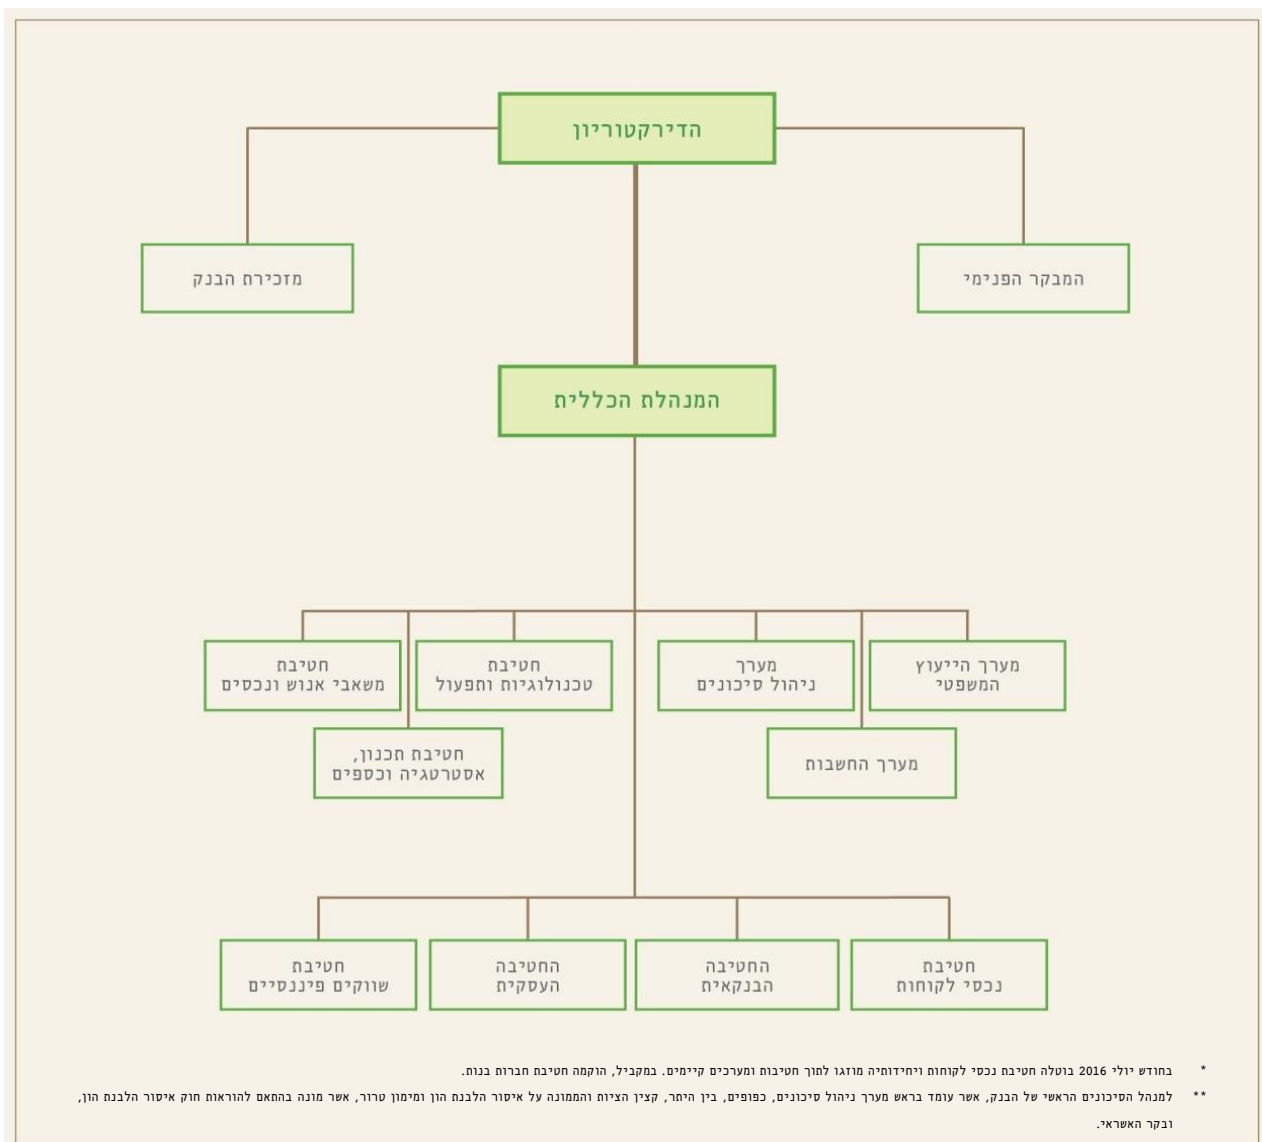 הדירקטוריון
המבקר הפנימי
מזכירת הבנק
המנהלת הכללית
מערך הייעוץ
המשפטי
מערך
ניהול סיכונים
חטיבת
טכנולוגיות ותפעול
חטיבת
משאבי אנוש ונכסים
מערך החשבות
חטיבת תכנון,
אסטרטגיה וכספים
חטיבת
נכסי לקוחות
החטיבה
הבנקאית
החטיבה
העסקית
חטיבת
שווקים פיננסיים
* בחודש יולי 2016 בוטלה חטיבת נכסי לקוחות ויחידותיה מוזגו לתוך חטיבות ומערכים קיימים. במקביל, הוקמה חטיבת חברות בנות.
** למנהל הסיכונים הראשי של הבנק, אשר עומד בראש מערך ניהול סיכונים, כפופים, בין היתר, קצין הציות והממונה על איסור הלבנת הון ומימון טרור, אשר מונה בהתאם להוראות חוק איסור הלבנת הון,
ובקר האשראי.